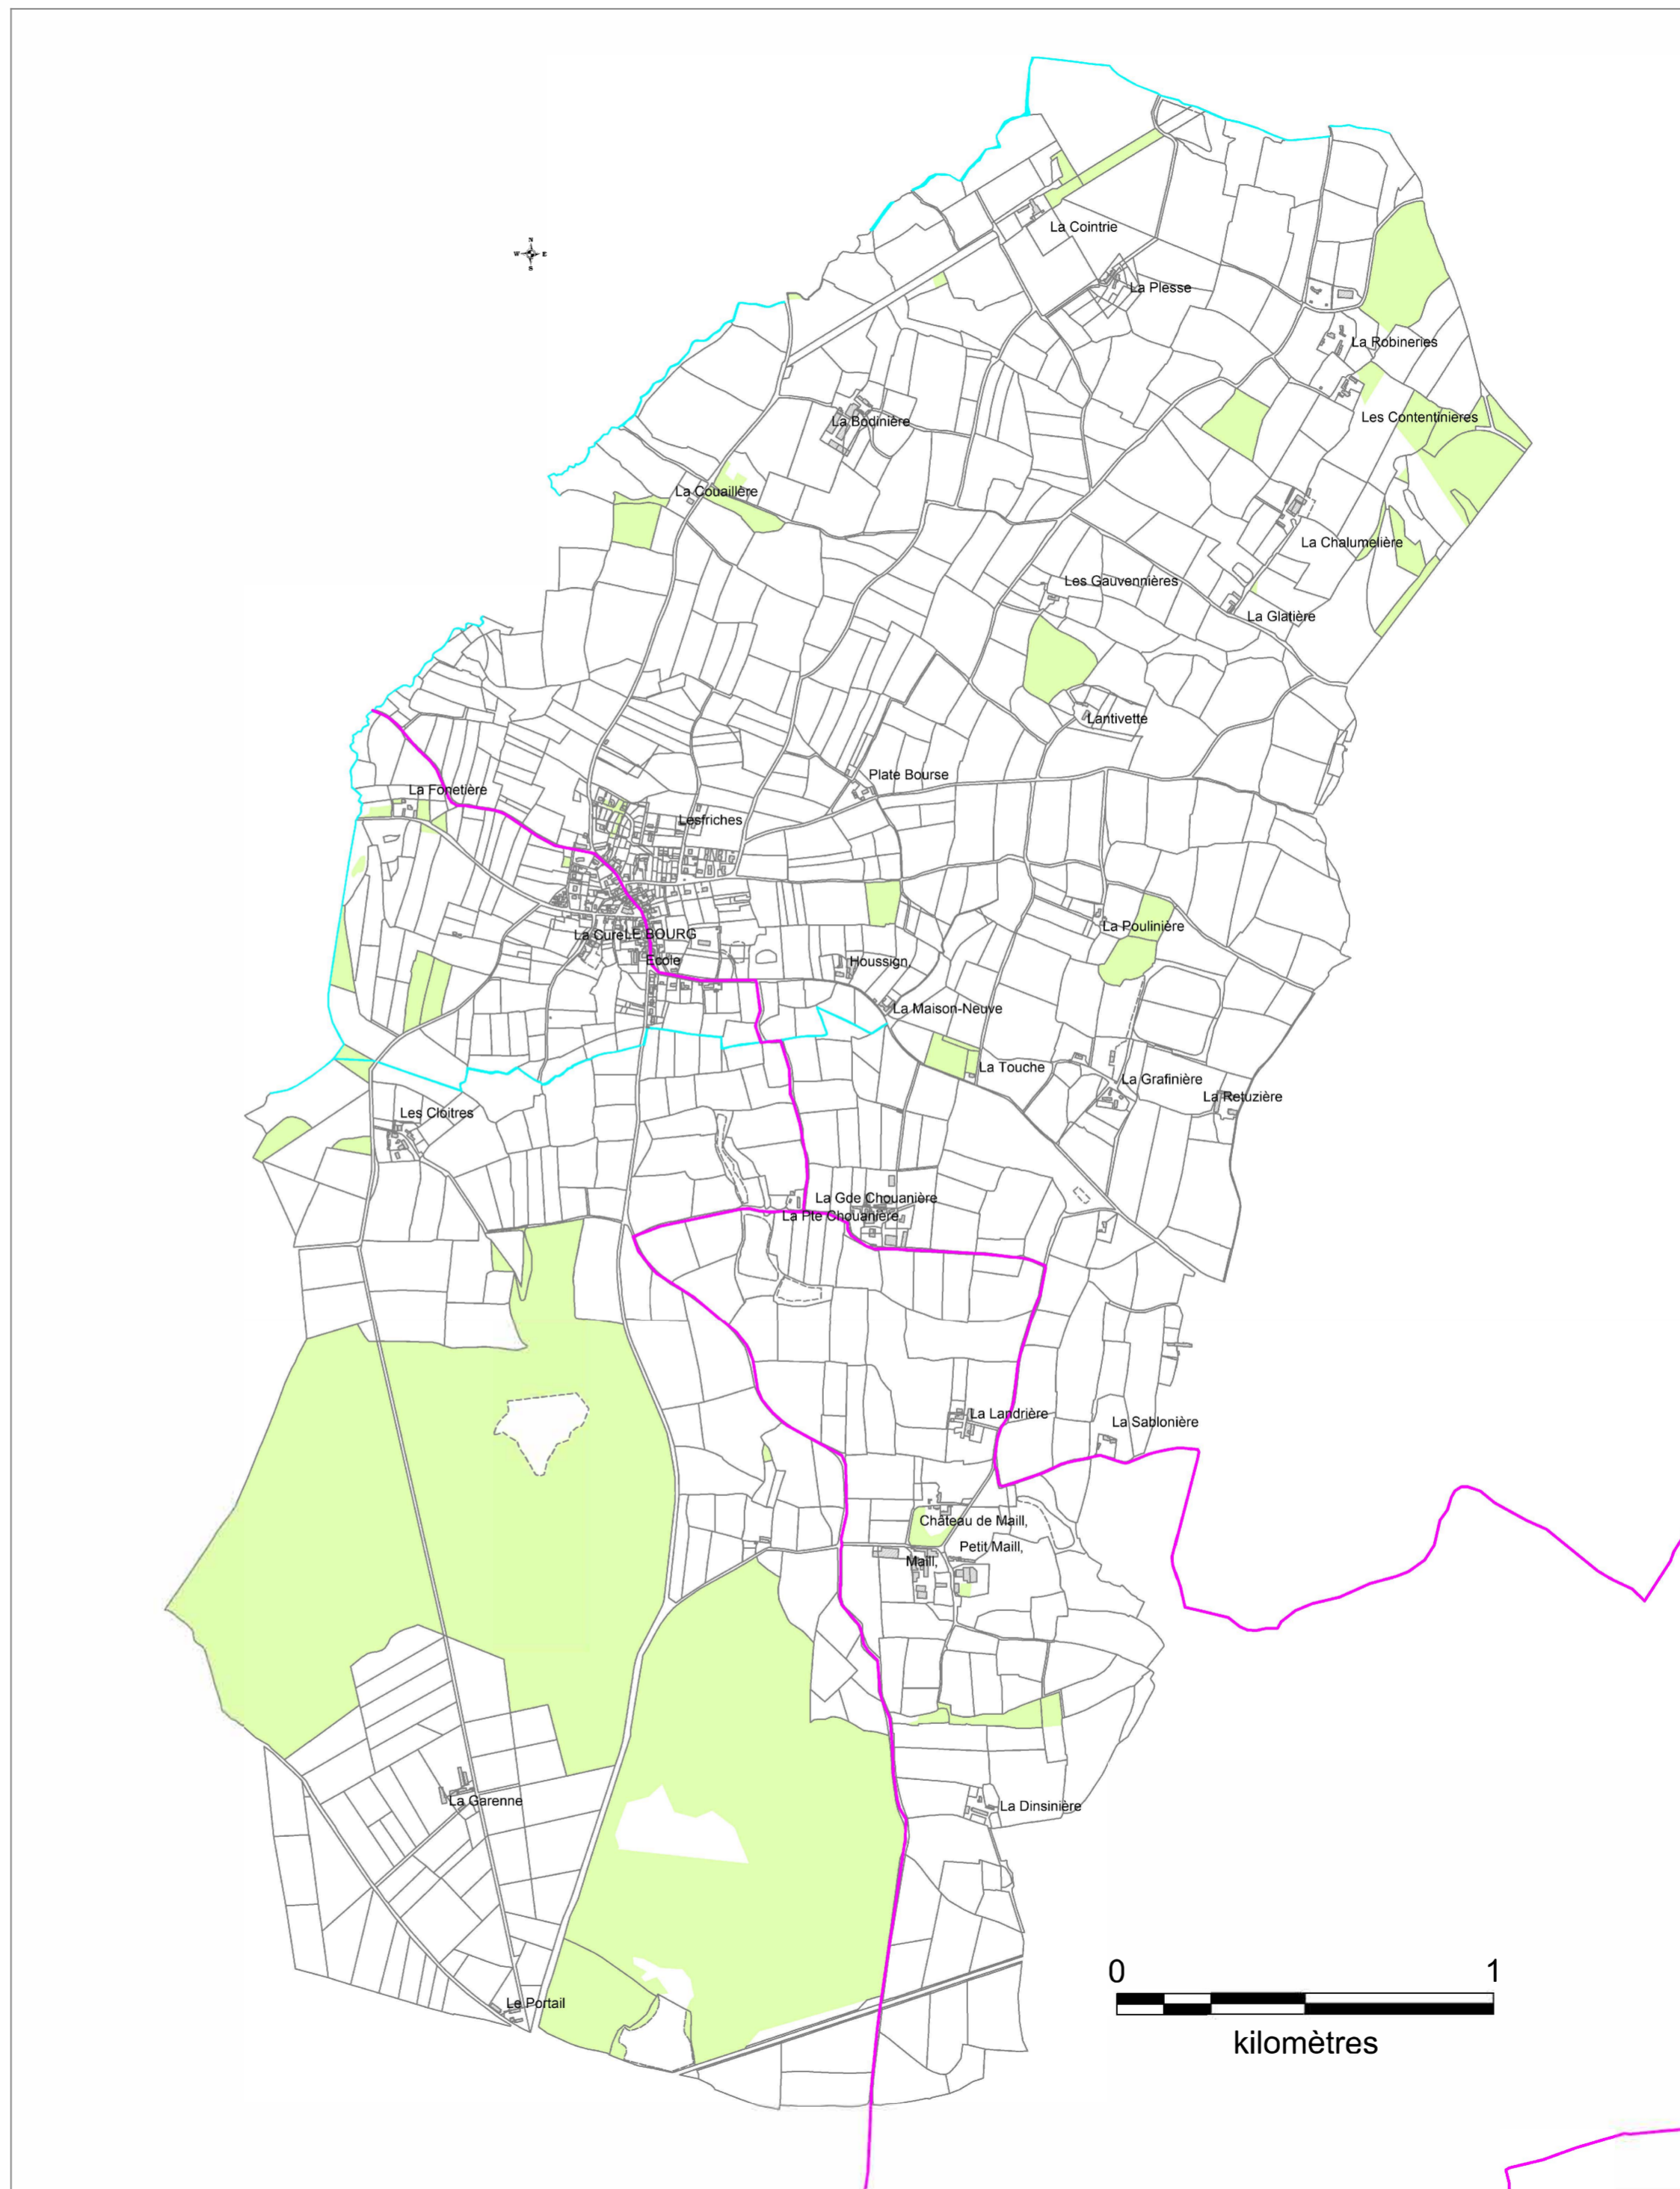 N
W E
S
La Cointrie
La Plesse
La Robineries
Les Contentinieres
La Bodinière
La Couaillère
La Chalumelière
Les Gauvennières
La Glatière
Lantivette
Plate Bourse
La Fonetière
Lesfriches
La Poulinière
La Cure
LE BOURG
Ecole
Houssign,
La Maison-Neuve
La Touche
La Grafinière
La Retuzière
Les Cloitres
La Gde Chouanière
La Pte Chouanière
La Landrière
La Sablonière
Château de Maill,
Petit Maill,
Maill,
La Garenne
La Dinsinière
Le Portail
0 1
kilomètres